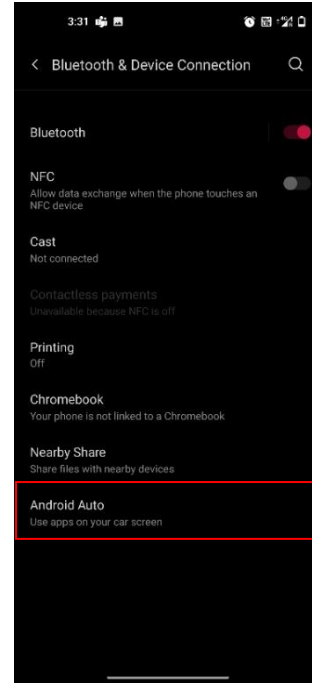 3:31
Bluetooth & Device Connection
Bluetooth
NFC
Allow data exchange when the phone touches an
NFC device
Cast
Not connected
Contactless payments
Unavailable because NFC is off
Printing
Off
Chromebook
Your phone is not linked to a Chromebook
Nearby Share
Share files with nearby devices
Android Auto
Use apps on your car screen